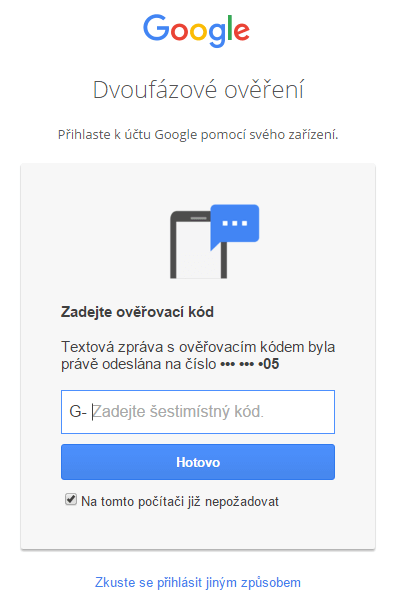 Google
Dvoufázové ověření
Přihlaste k účtu Google pomocí svého zařízení.
Zadejte ověřovací kód
Textová zpráva s ověřovacím kódem byla
právě odeslána na číslo ••• ••• •05
G- Zadejte šestimístný kód.
Hotovo
Na tomto počítači již nepožadovat
Zkuste se přihlásit jiným způsobem